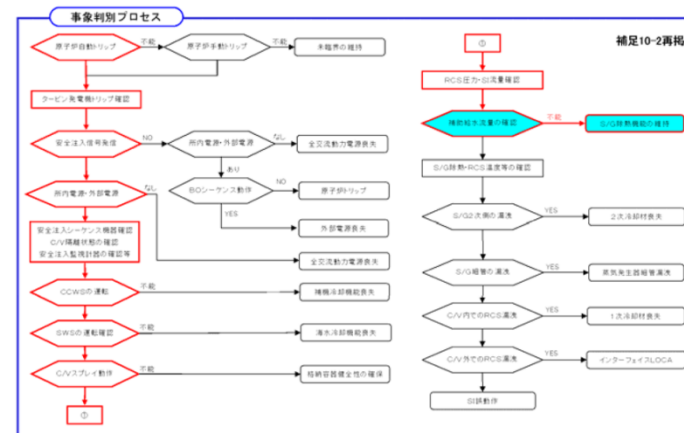 事象判別プロセス
補足10-2再掲
原子炉自動トリップ
不能
原子炉手動トリップ
不能
未臨界の維持
タービン発電機トリップ確認
安全注入信号発信
NO
所内電源・外部電源
なし
全交流動力電源喪失
あり
所内電源・外部電源
なし
BOシーケンス動作
NO
原子炉トリップ
YES
外部電源喪失
安全注入シーケンス機器確認
C/V隔離状態の確認
安全注入監視計器の確認等
全交流動力電源喪失
CCWSの運転
不能
補機冷却機能喪失
SWSの運転確認
不能
海水冷却機能喪失
C/Vスプレイ動作
不能
格納容器健全性の確保
①
①
RCS圧力・SI流量確認
補助給水流量の確認
不能
S/G除熱機能の維持
S/G除熱・RCS温度等の確認
S/G2次側の漏洩
YES
2次冷却材喪失
S/G細管の漏洩
YES
蒸気発生器細管漏洩
C/V内でのRCS漏洩
YES
1次冷却材喪失
C/V外でのRCS漏洩
YES
インターフェイスLOCA
SI誤動作